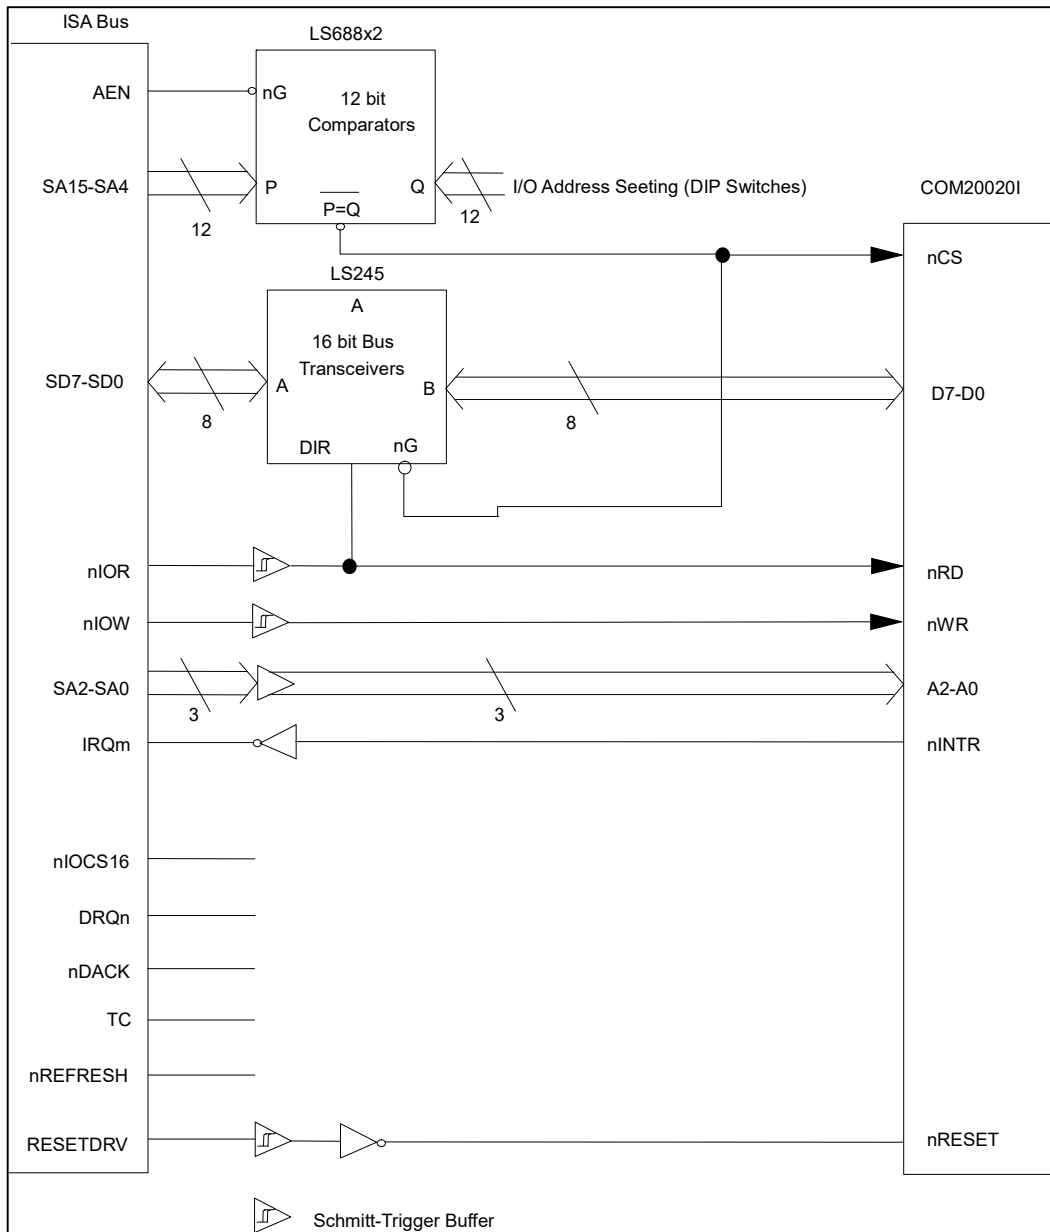 ISA Bus
LS688x2
AEN
nG
12 bit
Comparators
SA15-SA4
P
Q
I/O Address Seeting (DIP Switches)
COM20020I
12
P=Q
12
nCS
LS245
A
16 bit Bus
Transceivers
SD7-SD0
A
B
D7-D0
8
8
DIR
nG
nIOR
nRD
nIOW
nWR
SA2-SA0
A2-A0
3
3
IRQm
nINTR
nIOCS16
DRQn
nDACK
TC
nREFRESH
RESETDRV
nRESET
Schmitt-Trigger Buffer